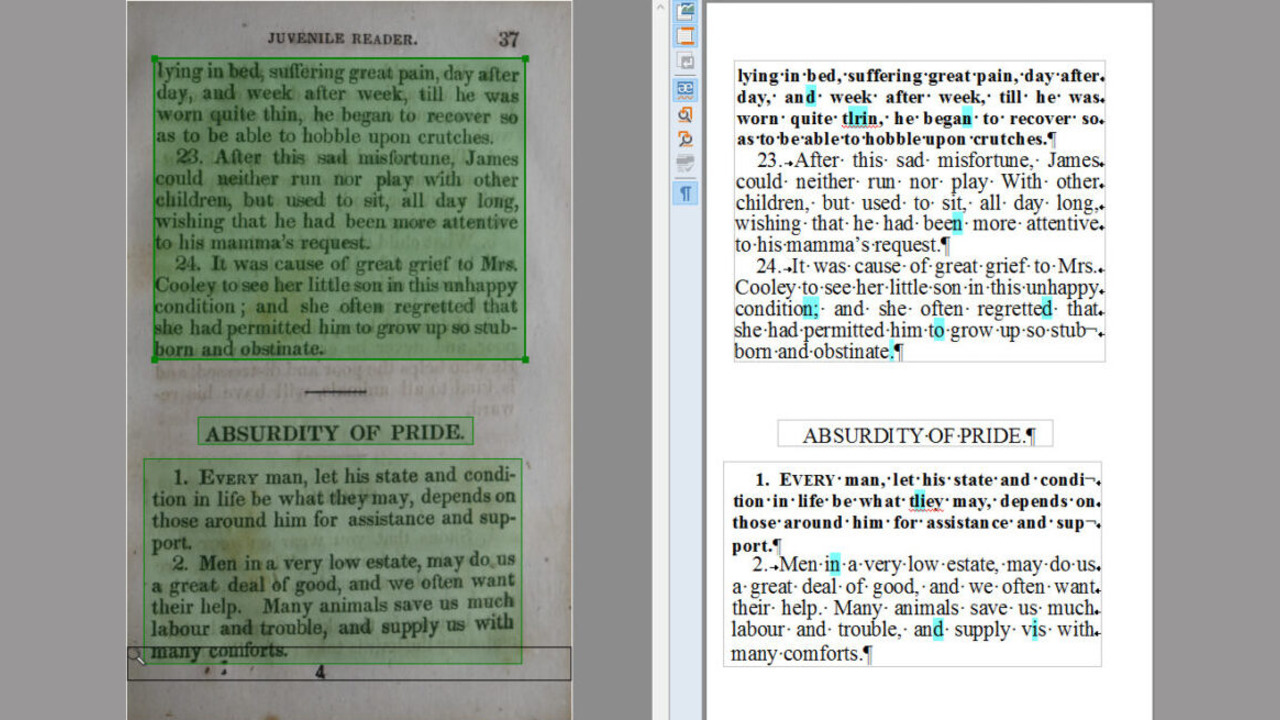 JUVENILE READER. 37
lying in bed, suffering great pain, day after
day, and week after week, till he was
worn quite thin, he began to recover so
as to be able to hobble upon crutches.
23. After this sad misfortune, James
could neither run nor play with other
children, but used to sit, all day long,
wishing that he had been more attentive
to his mamma's request.
24. It was cause of great grief to Mrs.
Cooley to see her little son in this unhappy
condition; and she often regretted that
she had permitted him to grow up so stub-
born and obstinate.
ABSURDITY OF PRIDE.
1. EVERY man, let his state and condi-
tion in life be what they may, depends on
those around him for assistance and sup-
port.
2. Men in a very low estate, may do us
a great deal of good, and we often want
their help. Many animals save us much
labour and trouble, and supply us with
many comforts.
4
lying in bed, suffering great pain, day after
day, and week after week, till he was
worn quite tlrin, he began to recover so
as to be able to hobble upon crutches.¶
23. After this sad misfortune, James
could neither run nor play With other
children, but used to sit, all day long,
wishing that he had been more attentive
to his mamma's request.¶
24. It was cause of great grief to Mrs.
Cooley to see her little son in this unhappy
condition; and she often regretted that
she had permitted him to grow up so stub¬
born and obstinate.¶
ABSURDITY OF PRIDE.¶
1. EVERY man, let his state and condi¬
tion in life be what tliey may, depends on
those around him for assistance and sup¬
port.¶
2. Men in a very low estate, may do us
a great deal of good, and we often want
their help. Many animals save us much
labour and trouble, and supply vis with
many comforts.¶